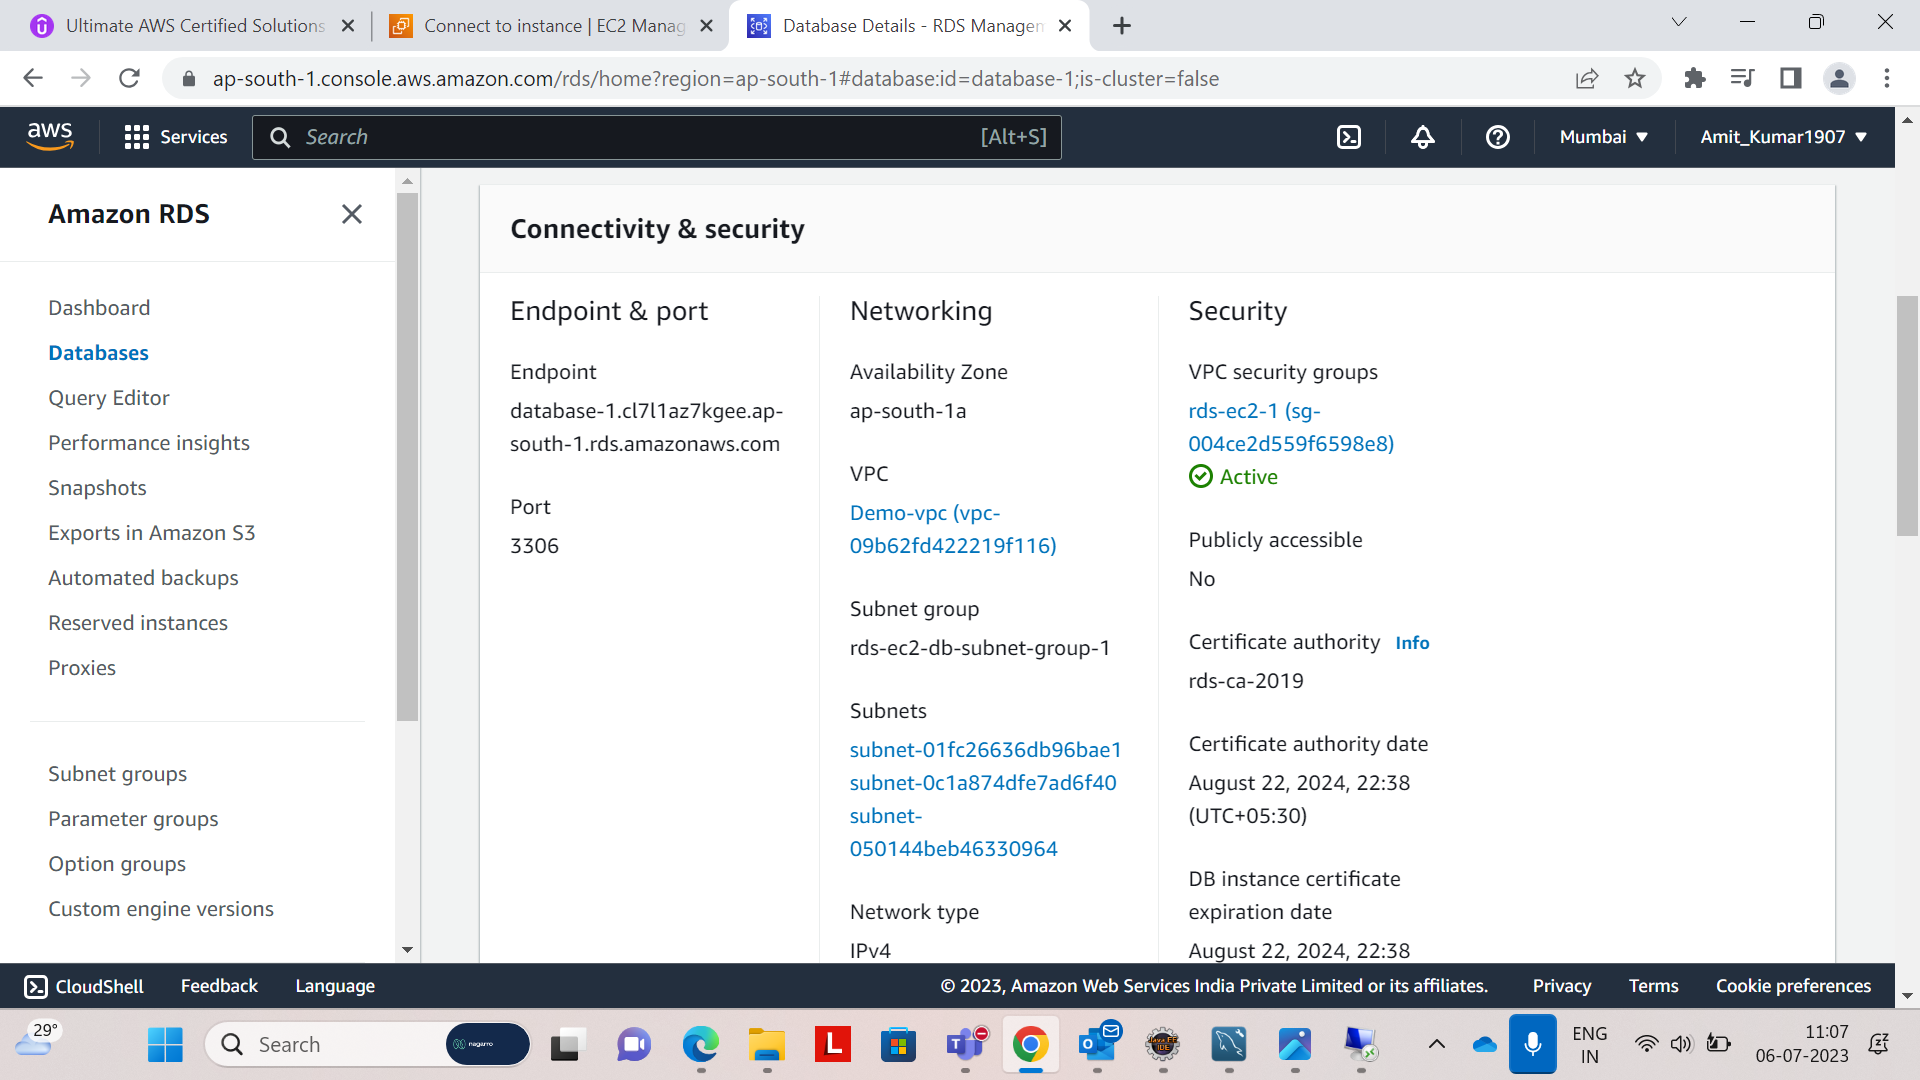 Ultimate AWS Certified Solutions
Connect to instance | EC2 Manag
Database Details - RDS Managem
ap-south-1.console.aws.amazon.com/rds/home?region=ap-south-1#database:id=database-1;is-cluster=false
aws
Services
Search
[Alt+S]
Mumbai
Amit_Kumar1907
Amazon RDS
Dashboard
Databases
Query Editor
Performance insights
Snapshots
Exports in Amazon S3
Automated backups
Reserved instances
Proxies
Subnet groups
Parameter groups
Option groups
Custom engine versions
Connectivity & security
Endpoint & port
Endpoint
database-1.cl7l1az7kgee.ap-
south-1.rds.amazonaws.com
Port
3306
Networking
Availability Zone
ap-south-1a
VPC
Demo-vpc (vpc-
09b62fd422219f116)
Subnet group
rds-ec2-db-subnet-group-1
Subnets
subnet-01fc26636db96bae1
subnet-0c1a874dfe7ad6f40
subnet-
050144beb46330964
Network type
IPv4
Security
VPC security groups
rds-ec2-1 (sg-
004ce2d559f6598e8)
Active
Publicly accessible
No
Certificate authority Info
rds-ca-2019
Certificate authority date
August 22, 2024, 22:38
(UTC+05:30)
DB instance certificate
expiration date
August 22, 2024, 22:38
CloudShell
Feedback
Language
© 2023, Amazon Web Services India Private Limited or its affiliates.
Privacy
Terms
Cookie preferences
29°
Search
nagarro
ENG
IN
11:07
06-07-2023